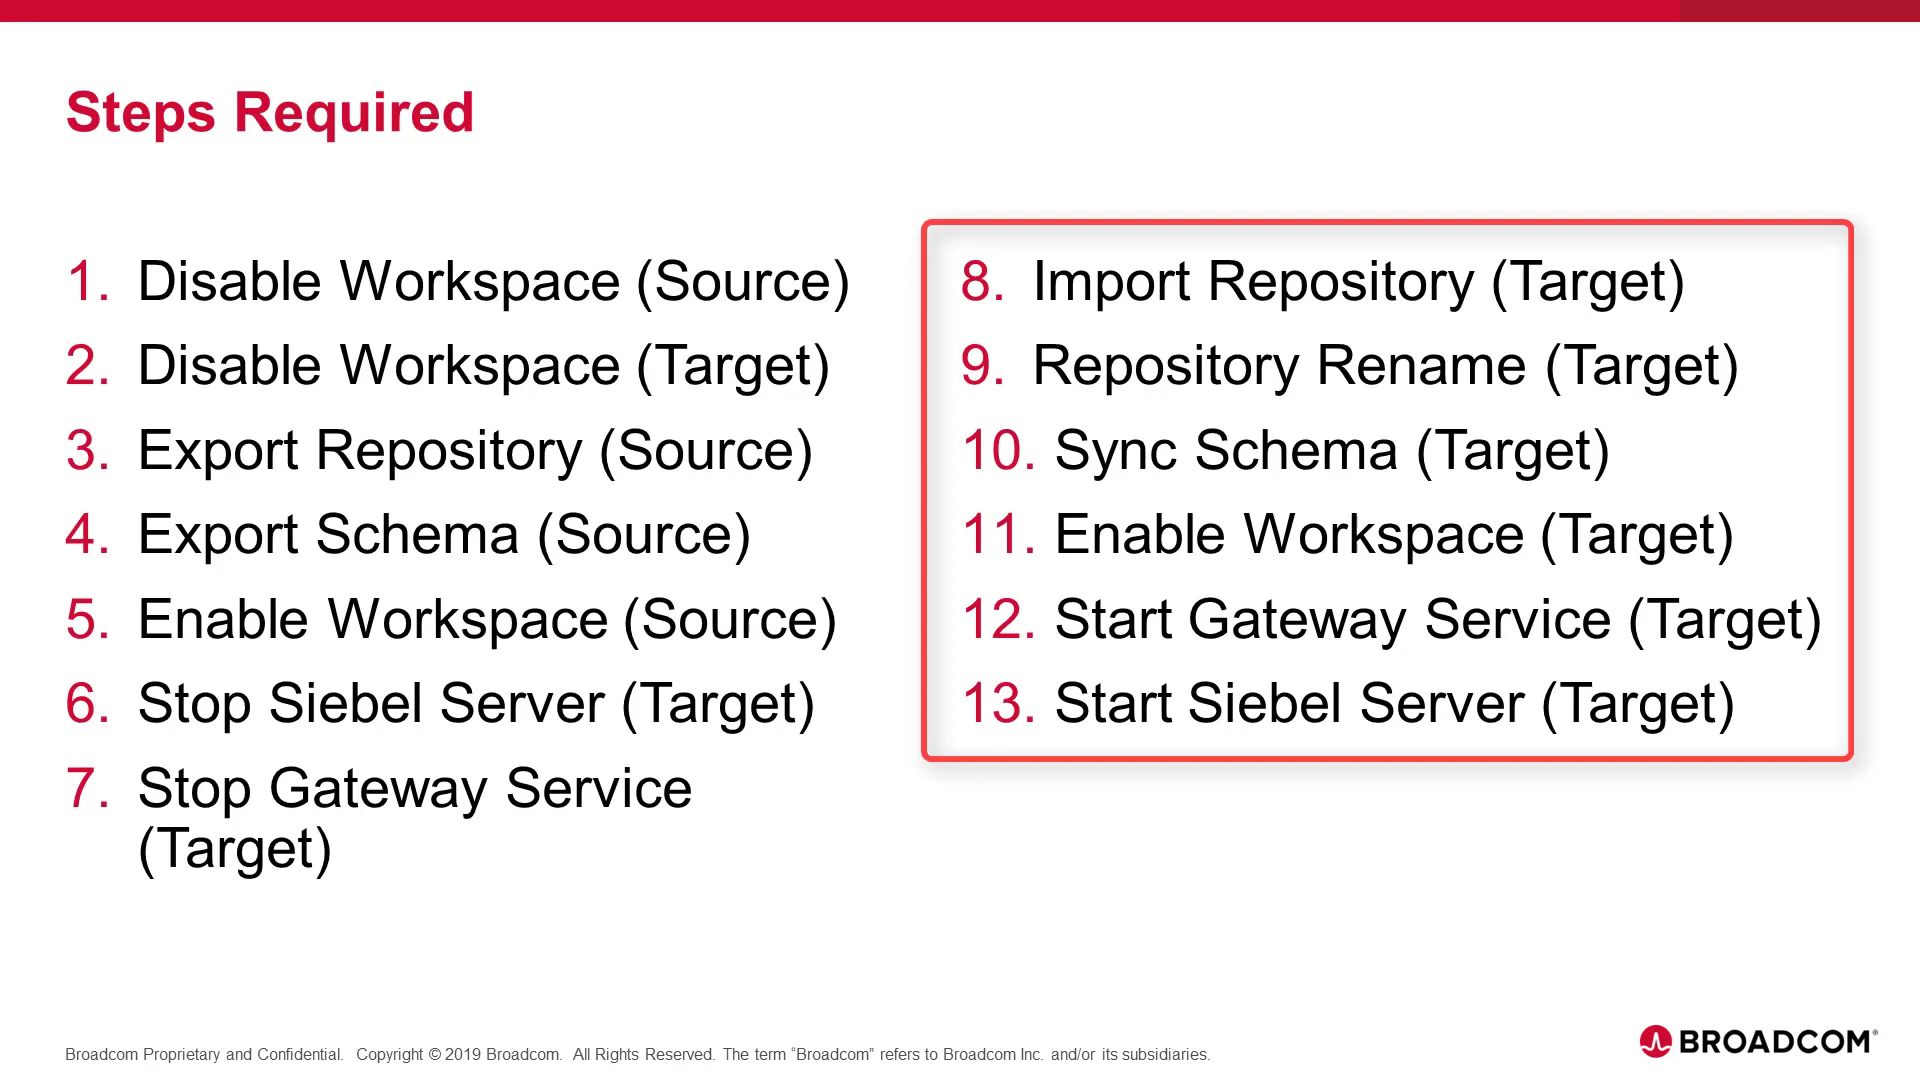 Steps Required
1. Disable Workspace (Source)
2. Disable Workspace (Target)
3. Export Repository (Source)
4. Export Schema (Source)
5. Enable Workspace (Source)
6. Stop Siebel Server (Target)
7. Stop Gateway Service
(Target)
8. Import Repository (Target)
9. Repository Rename (Target)
10. Sync Schema (Target)
11. Enable Workspace (Target)
12. Start Gateway Service (Target)
13. Start Siebel Server (Target)
Broadcom Proprietary and Confidential. Copyright © 2019 Broadcom. All Rights Reserved. The term “Broadcom” refers to Broadcom Inc. and/or its subsidiaries.
BROADCOM®